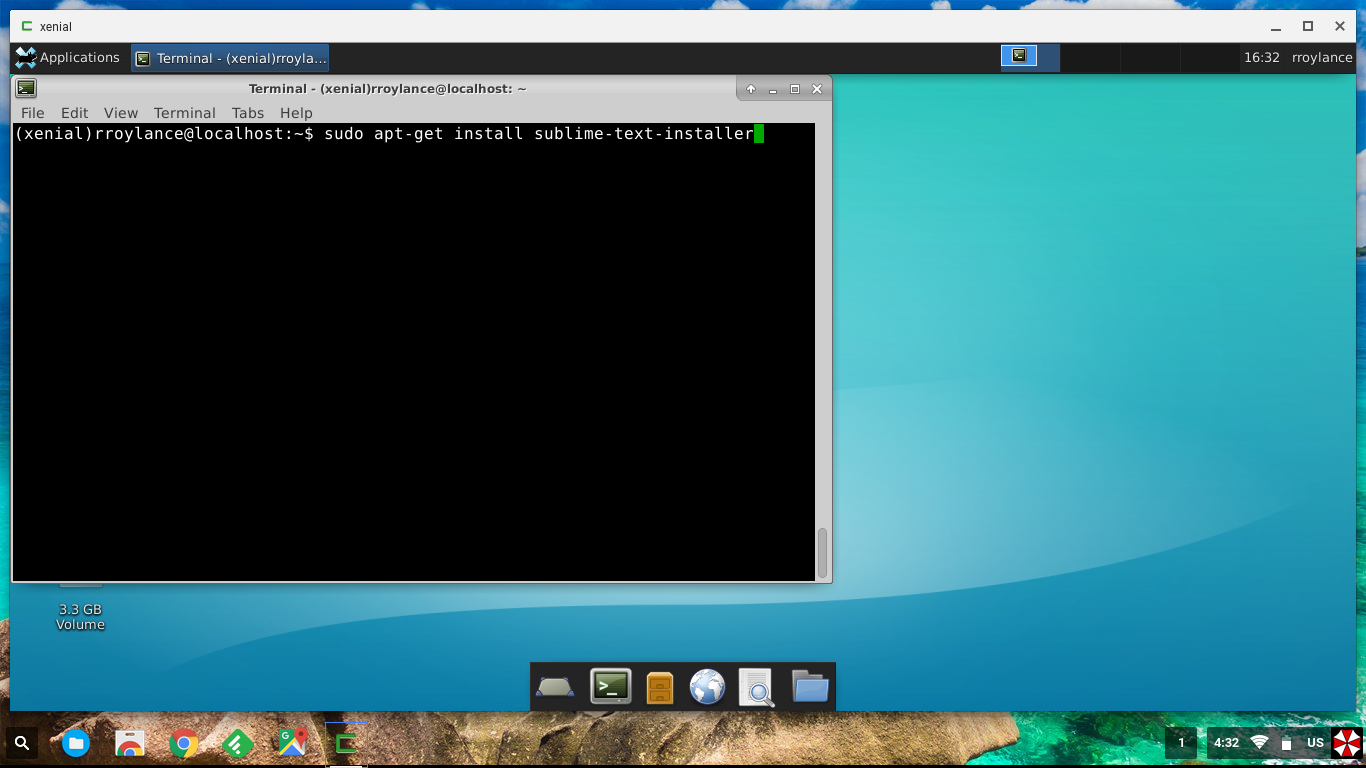 xenial
Applications
Terminal - (xenial)rroyla...
16:32
rroylance
Terminal - (xenial)rroylance@localhost: ~
File Edit View Terminal Tabs Help
(xenial)rroylance@localhost:~$ sudo apt-get install sublime-text-installer
3.3 GB
Volume
1
4:32
US